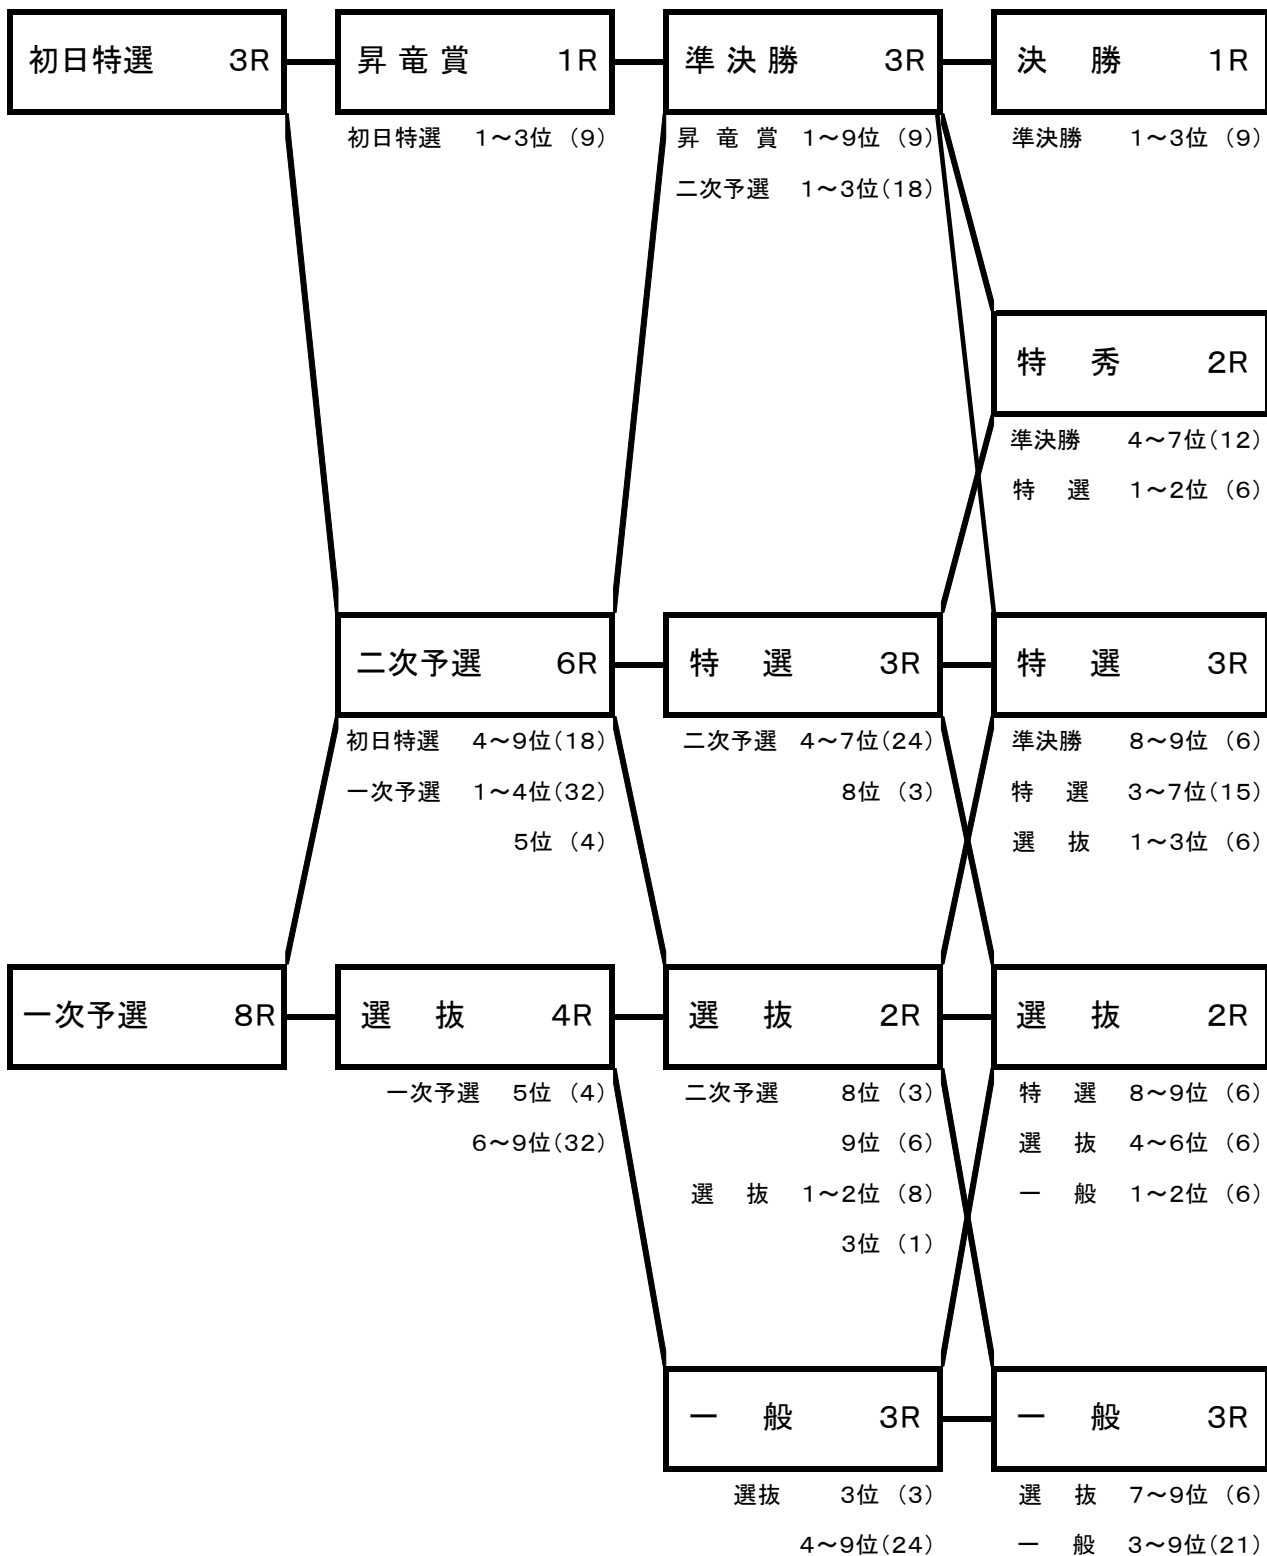 初日特選 3R
昇竜賞 1R
準決勝 3R
決勝 1R
初日特選 1～3位 (9)
昇竜賞 1～9位 (9)
準決勝 1～3位 (9)
二次予選 1～3位(18)
特秀 2R
準決勝 4～7位(12)
特選 1～2位 (6)
二次予選 6R
特選 3R
特選 3R
初日特選 4～9位(18)
二次予選 4～7位(24)
準決勝 8～9位 (6)
一次予選 1～4位(32)
8位 (3)
特選 3～7位(15)
5位 (4)
選抜 1～3位 (6)
一次予選 8R
選抜 4R
選抜 2R
選抜 2R
一次予選 5位 (4)
二次予選 8位 (3)
特選 8～9位 (6)
6～9位(32)
9位 (6)
選抜 4～6位 (6)
選抜 1～2位 (8)
一般 1～2位 (6)
3位 (1)
一般 3R
一般 3R
選抜 3位 (3)
選抜 7～9位 (6)
4～9位(24)
一般 3～9位(21)